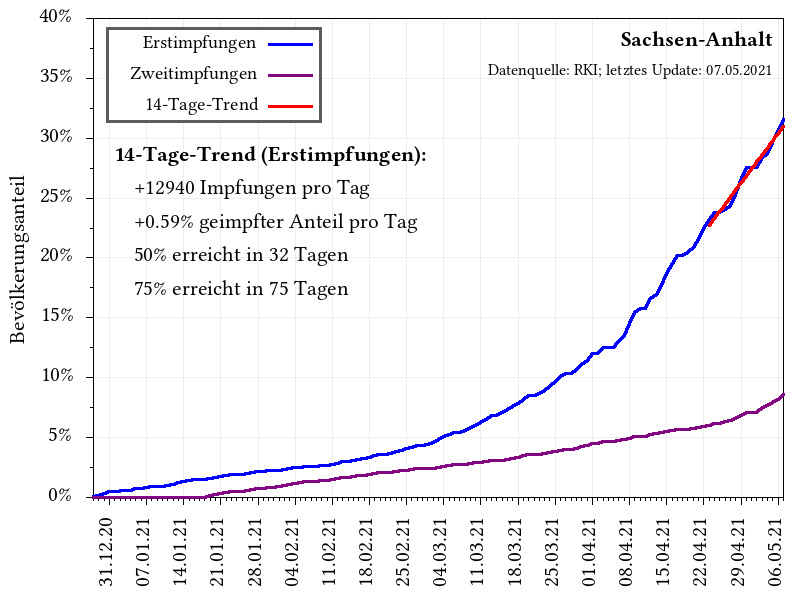 40%
35%
30%
25%
20%
15%
10%
5%
0%
Bevölkerungsanteil
Erstimpfungen
Zweitimpfungen
14-Tage-Trend
Sachsen-Anhalt
Datenquelle: RKI; letztes Update: 07.05.2021
14-Tage-Trend (Erstimpfungen):
+12940 Impfungen pro Tag
+0.59% geimpfter Anteil pro Tag
50% erreicht in 32 Tagen
75% erreicht in 75 Tagen
31.12.20
07.01.21
14.01.21
21.01.21
28.01.21
04.02.21
11.02.21
18.02.21
25.02.21
04.03.21
11.03.21
18.03.21
25.03.21
01.04.21
08.04.21
15.04.21
22.04.21
29.04.21
06.05.21